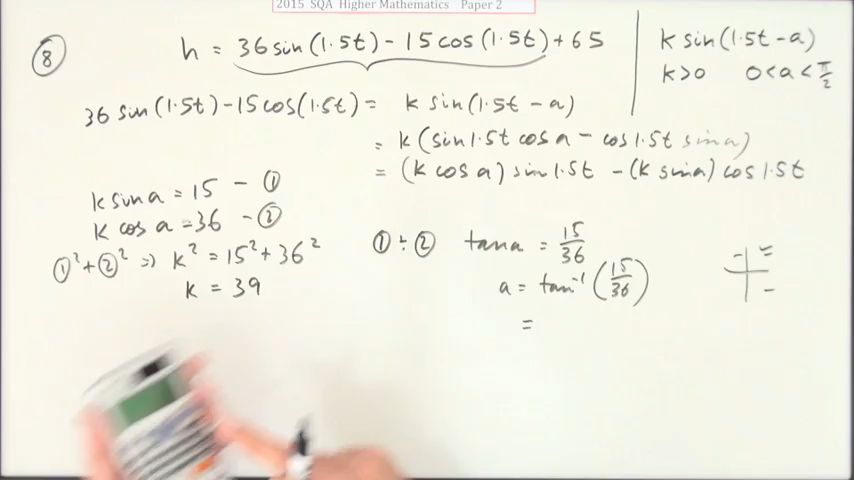 2015 SQA Higher Mathematics Paper 2
8
h = 36 sin(1.5t) - 15 cos(1.5t) + 65
k sin(1.5t - a)
k>0 0<a<π/2
36 sin(1.5t) - 15 cos(1.5t) = k sin(1.5t - a)
= k(sin 1.5t cos a - cos 1.5t sin a)
= (k cos a) sin 1.5t - (k sin a) cos 1.5t
k sin a = 15 - ①
k cos a = 36 - ②
①² + ②² => k² = 15² + 36²
k = 39
① ÷ ② tan a = 15/36
a = tan⁻¹(15/36)
=